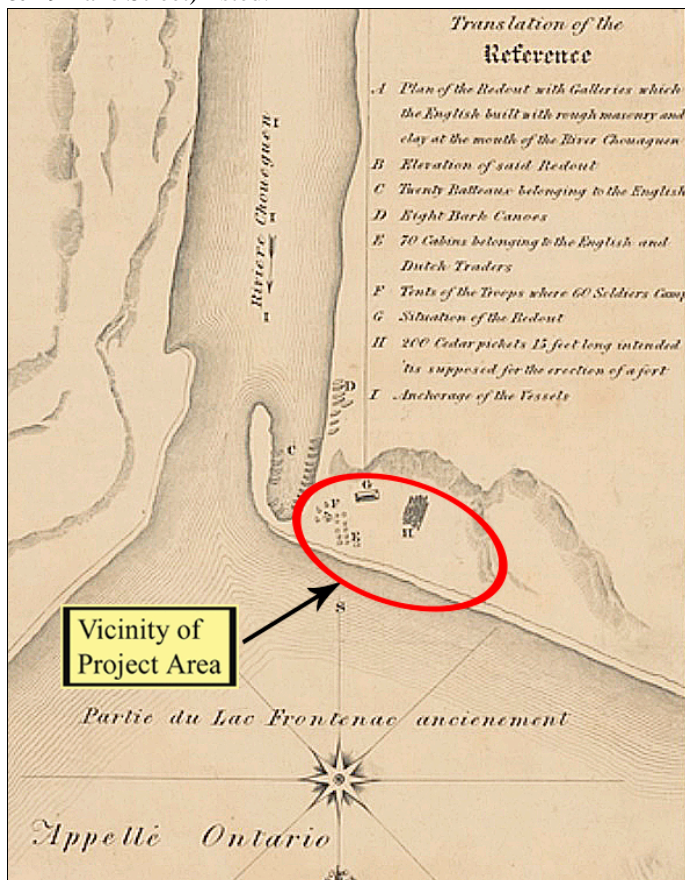 Translation of the
Reference
A Plan of the Redout with Galleries which
the English built with rough masonry and
clay at the mouth of the River Chouaguen
B Elevation of said Redout
C Twenty Batteaux belonging to the English
D Eight Bark Canoes
E 70 Cabins belonging to the English and
Dutch Traders
F Tents of the Troops where 60 Soldiers Camp
G Situation of the Redout
H 200 Cedar pickets 15 feet long intended
'tis supposed for the erection of a fort
I Anchorage of the Vessels
Riviere Choueguen
I
I
I
D
C
G
F
E
H
S
Vicinity of
Project Area
Partie du Lac Frontenac ancienement
Appellé Ontario